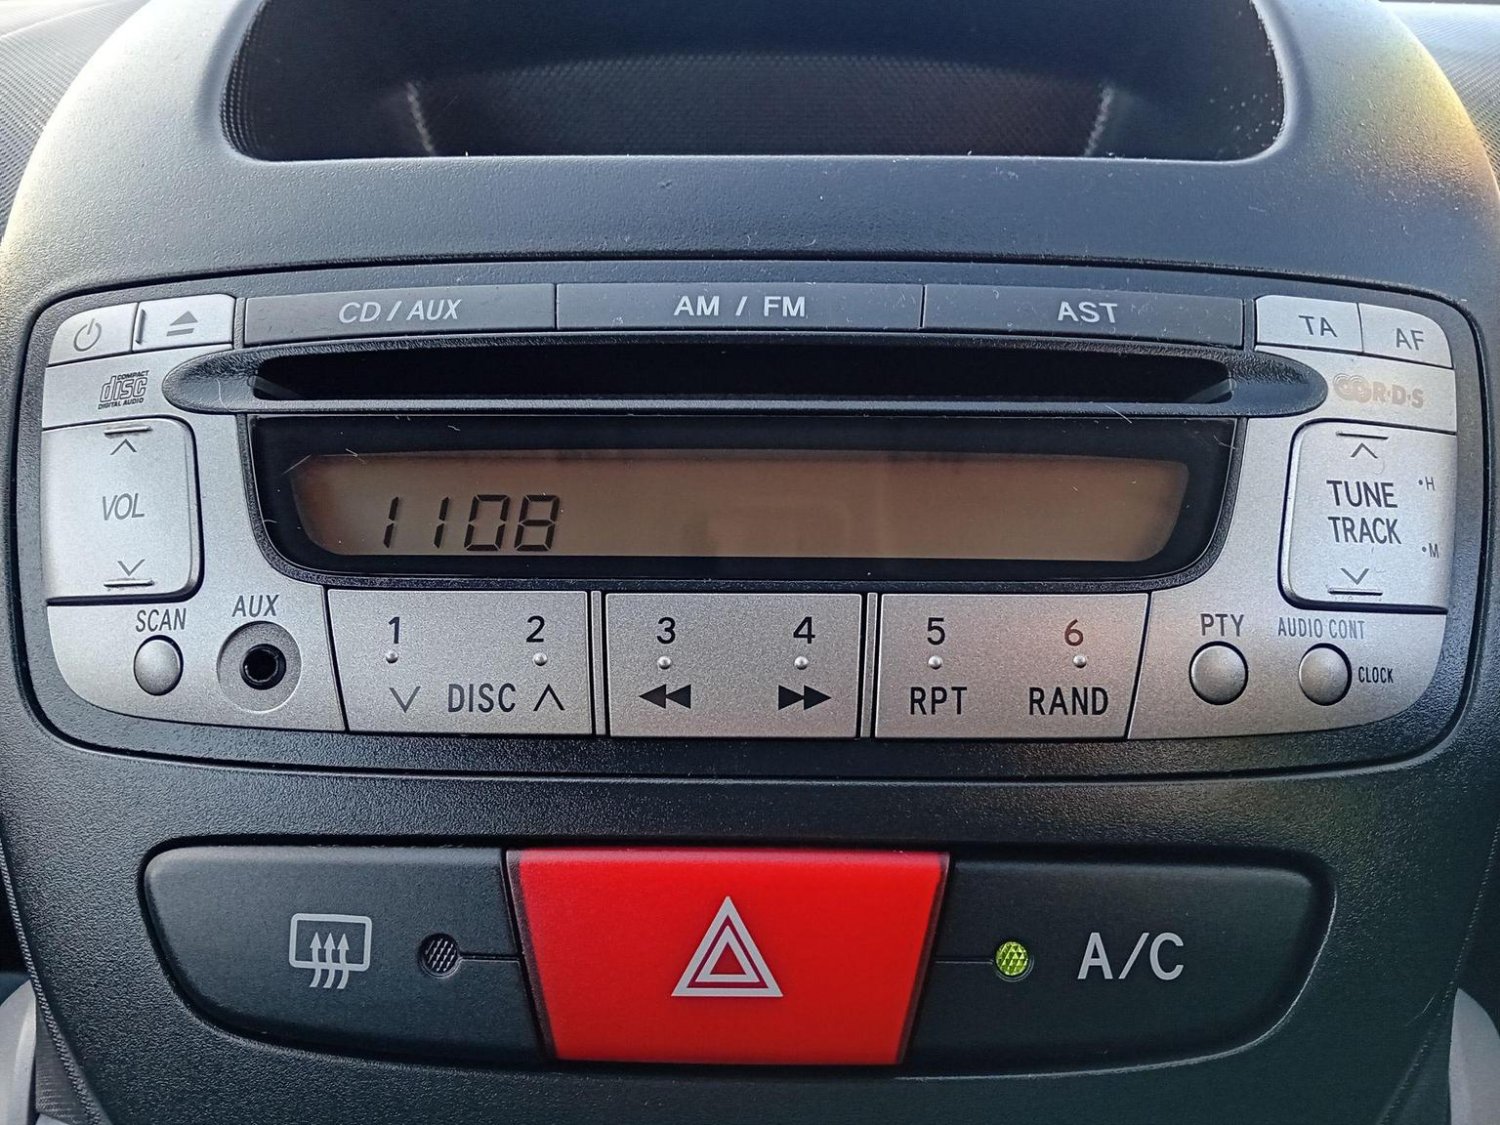 CD / AUX AM / FM AST TA AF
COMPACT
disc
DIGITAL AUDIO
R·D·S
VOL
1108
TUNE
TRACK
•H
•M
SCAN AUX 1 2 3 4 5 6 PTY AUDIO CONT
DISC RPT RAND CLOCK
A/C